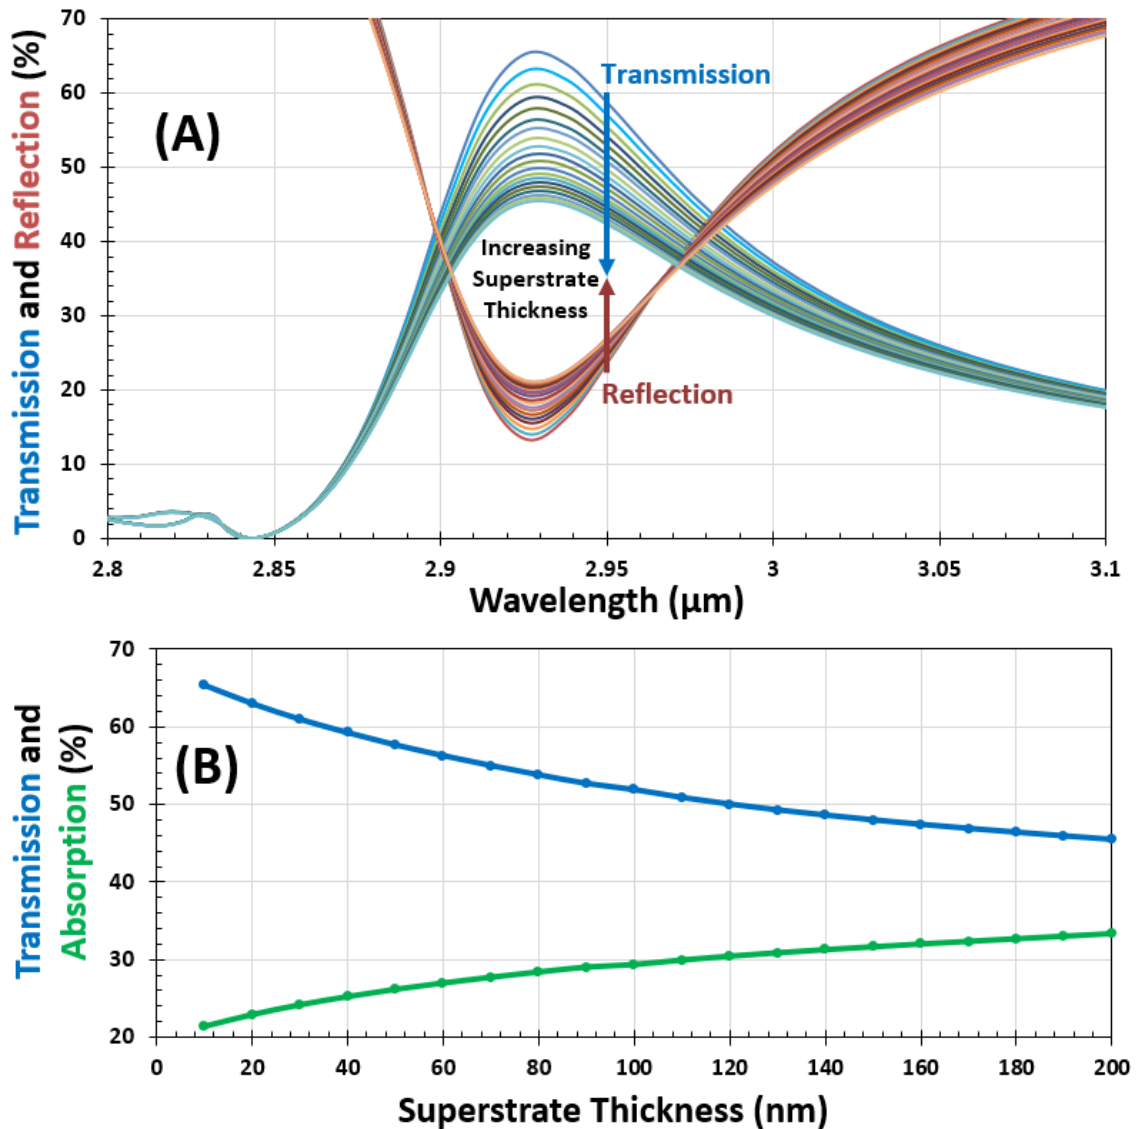 Transmission and Reflection (%)
70
60
50
40
30
20
10
0
(A)
Transmission
Increasing
Superstrate
Thickness
Reflection
2.8 2.85 2.9 2.95 3 3.05 3.1
Wavelength (µm)
Transmission and
Absorption (%)
70
60
50
40
30
20
(B)
0 20 40 60 80 100 120 140 160 180 200
Superstrate Thickness (nm)